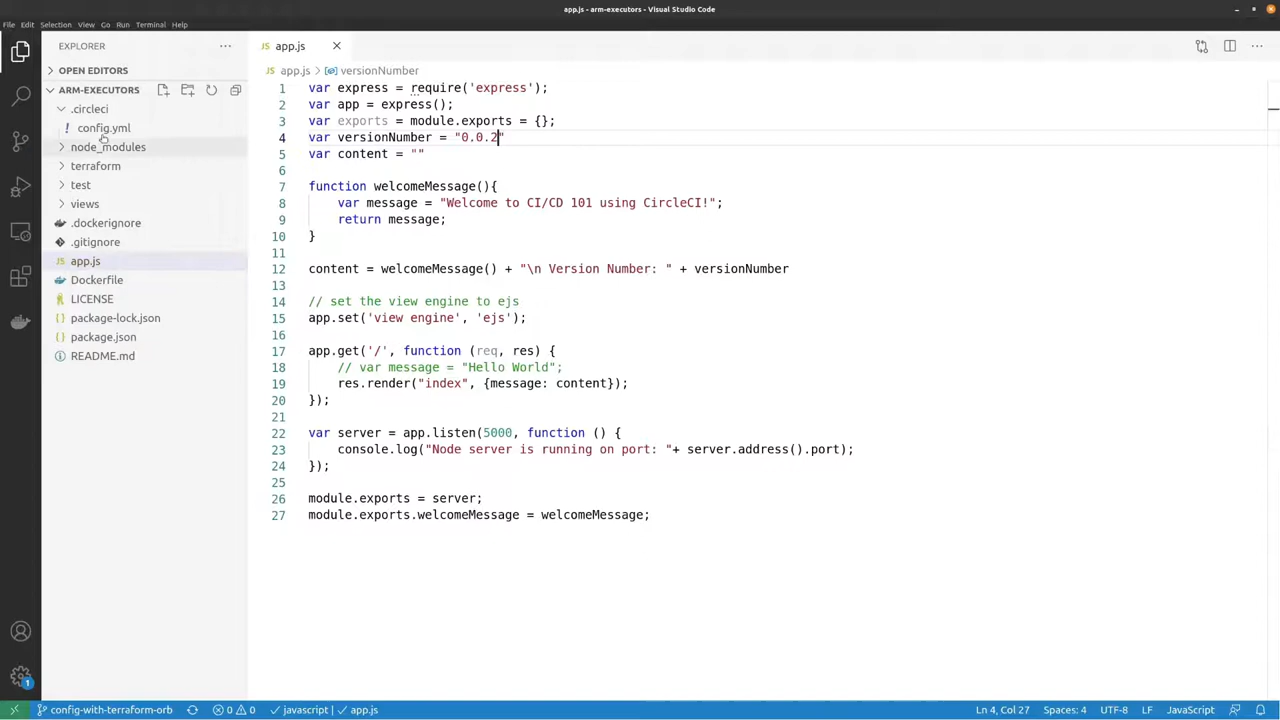 app.js - arm-executors - Visual Studio Code
File Edit Selection View Go Run Terminal Help
EXPLORER
OPEN EDITORS
ARM-EXECUTORS
.circleci
! config.yml
node_modules
terraform
test
views
.dockerignore
.gitignore
JS app.js
Dockerfile
LICENSE
{} package-lock.json
{} package.json
README.md
JS app.js
JS app.js > versionNumber
1 var express = require('express');
2 var app = express();
3 var exports = module.exports = {};
4 var versionNumber = "0.0.2"
5 var content = ""
6
7 function welcomeMessage(){
8     var message = "Welcome to CI/CD 101 using CircleCI!";
9     return message;
10 }
11
12 content = welcomeMessage() + "\n Version Number: " + versionNumber
13
14 // set the view engine to ejs
15 app.set('view engine', 'ejs');
16
17 app.get('/', function (req, res) {
18     // var message = "Hello World";
19     res.render("index", {message: content});
20 });
21
22 var server = app.listen(5000, function () {
23     console.log("Node server is running on port: "+ server.address().port);
24 });
25
26 module.exports = server;
27 module.exports.welcomeMessage = welcomeMessage;
1
config-with-terraform-orb 0 0 javascript app.js Ln 4, Col 27 Spaces: 4 UTF-8 LF JavaScript